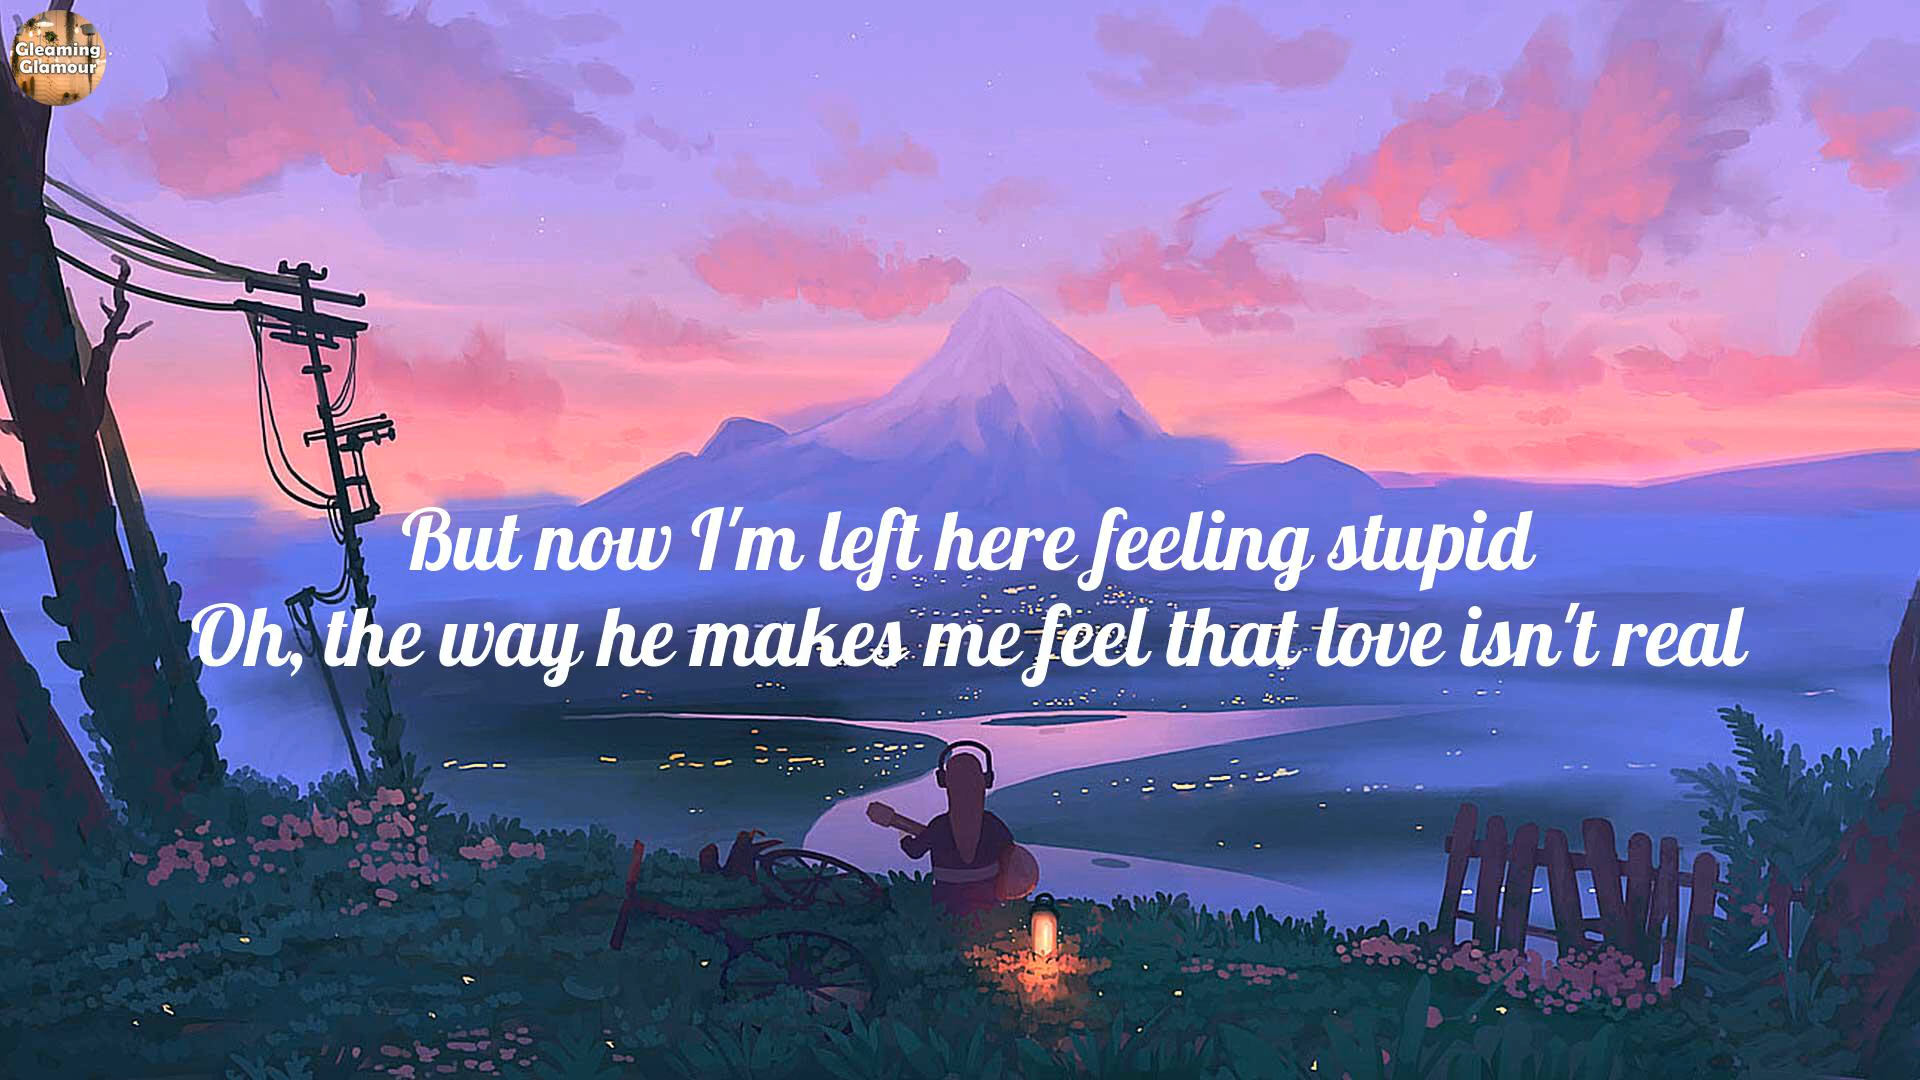 Gleaming
Glamour
But now I'm left here feeling stupid
Oh, the way he makes me feel that love isn't real